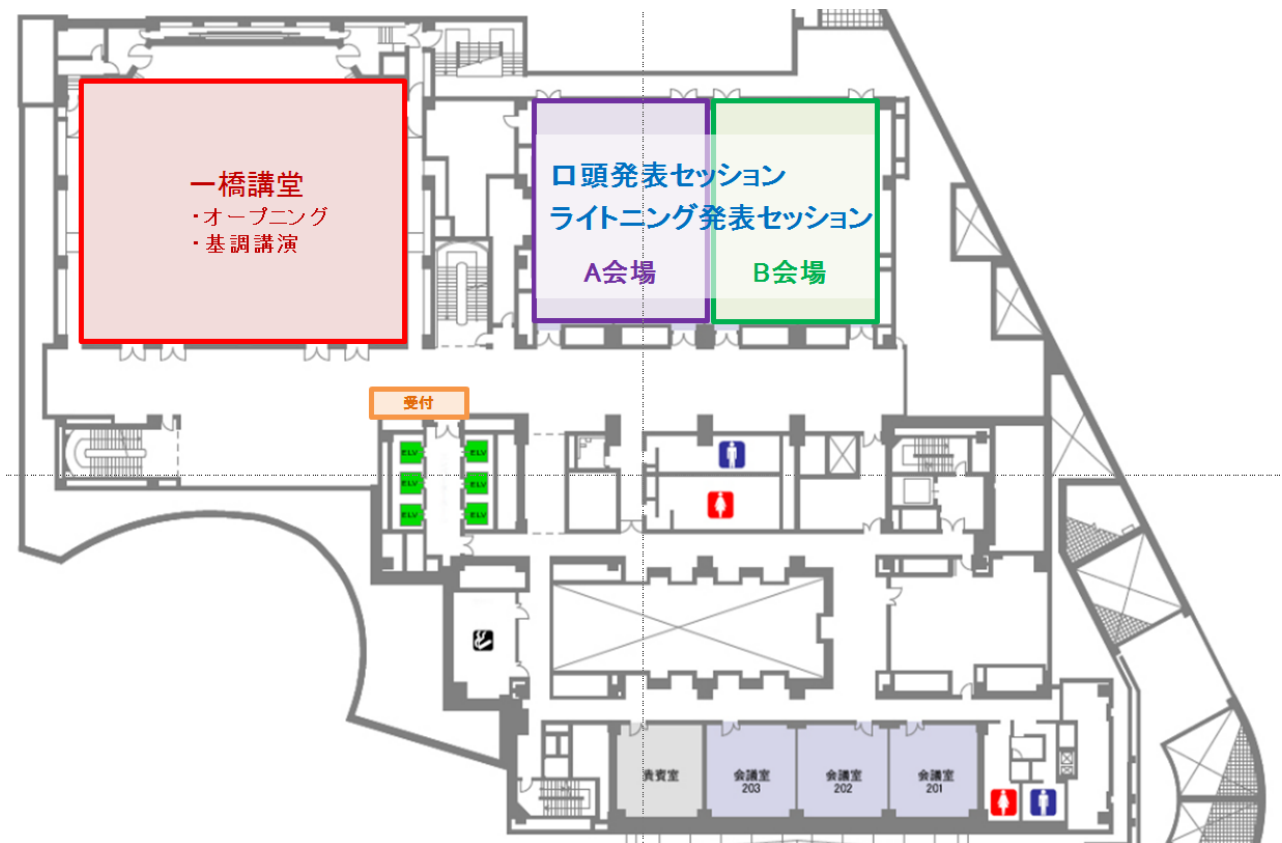 一橋講堂
・オープニング
・基調講演
口頭発表セッション
ライトニング発表セッション
A会場
B会場
受付
ELV
ELV
ELV
ELV
ELV
ELV
貴賓室
会議室
203
会議室
202
会議室
201